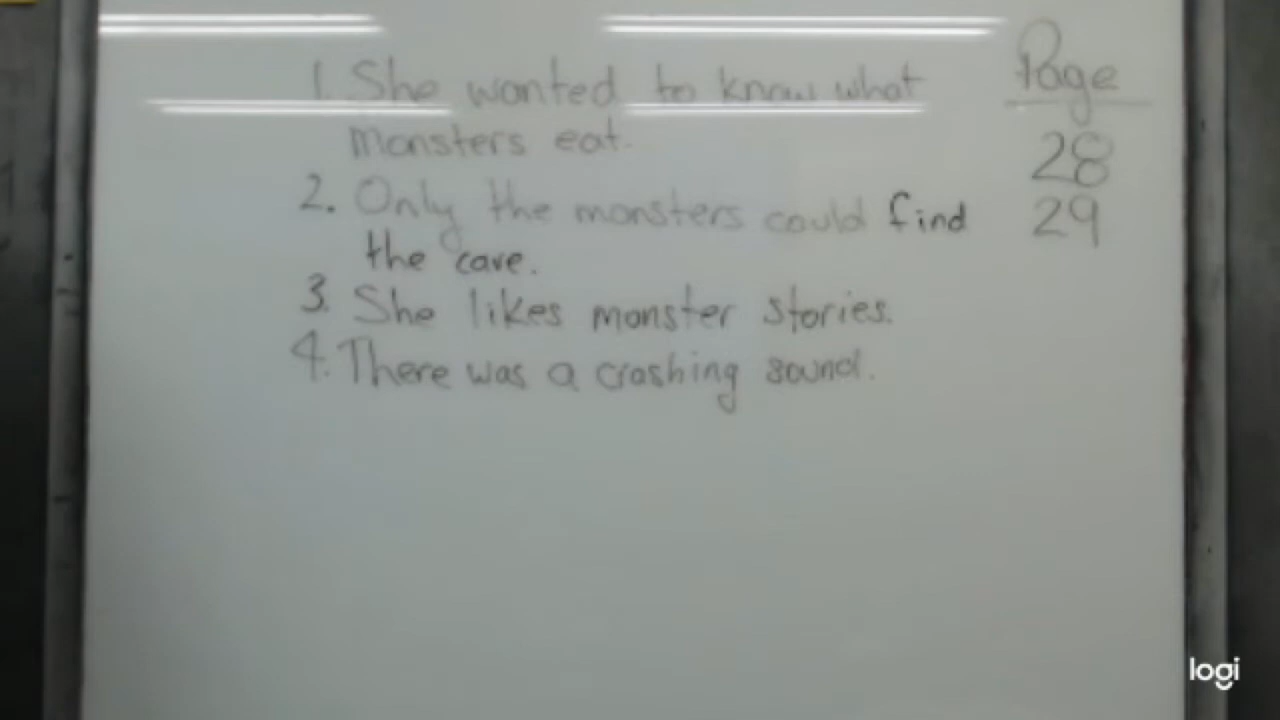 1. She wanted to know what
monsters eat.
2. Only the monsters could find
the cave.
3. She likes monster stories.
4. There was a crashing sound.
Page
28
29
logi